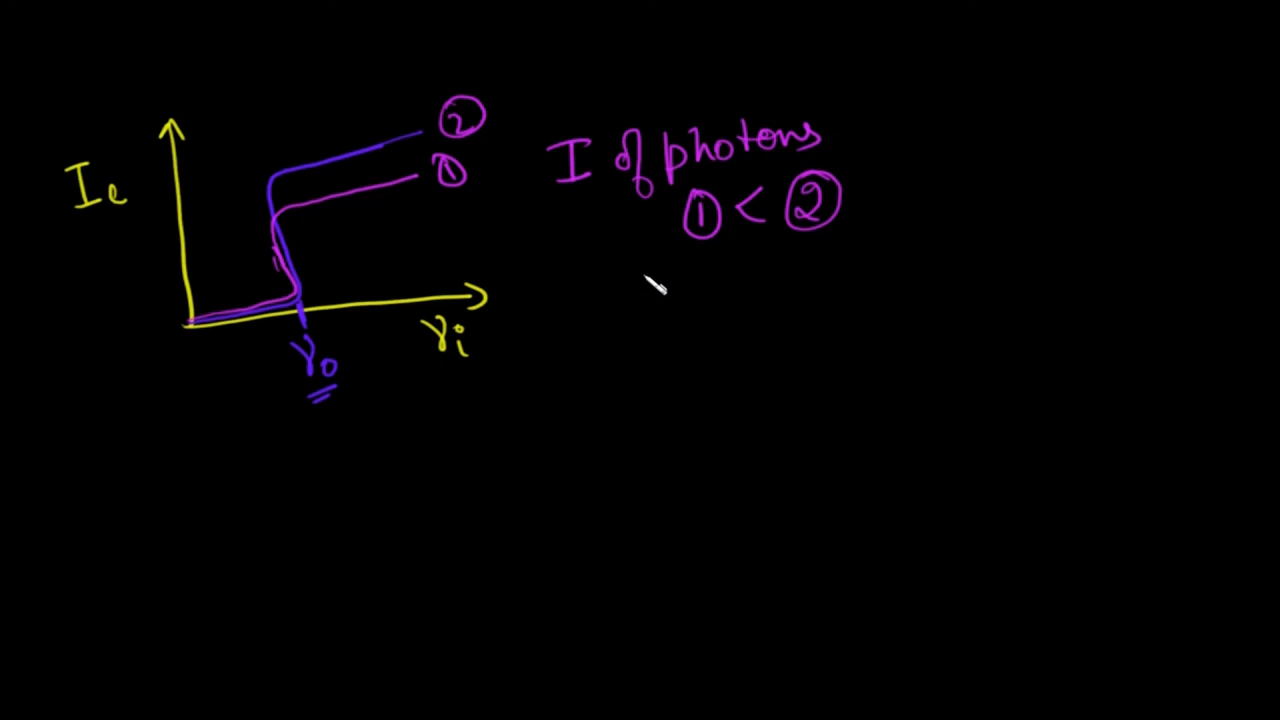 ②
Ie
①
I of photons
① < ②
γi
γ0